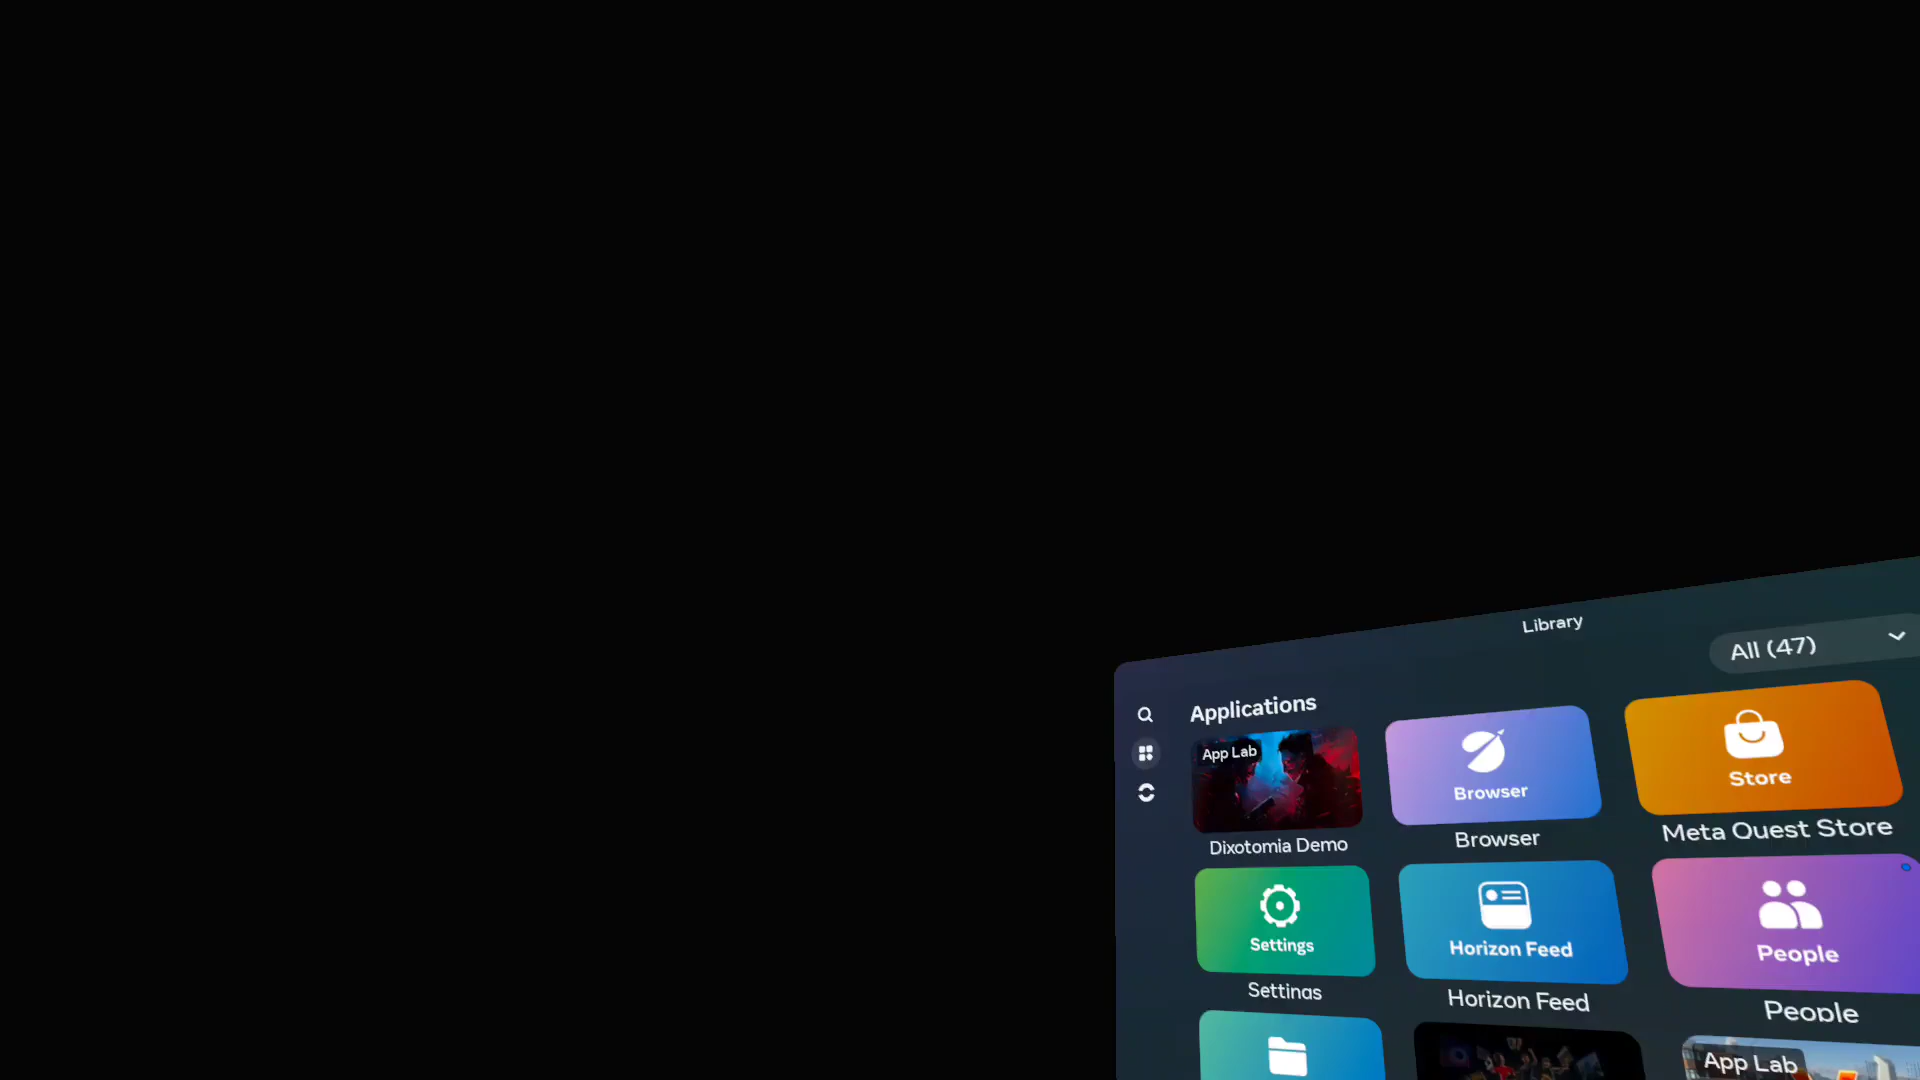 Library
All (47)
Applications
App Lab
Browser
Store
Dixotomia Demo
Browser
Meta Quest Store
Settings
Horizon Feed
People
Settings
Horizon Feed
People
App Lab